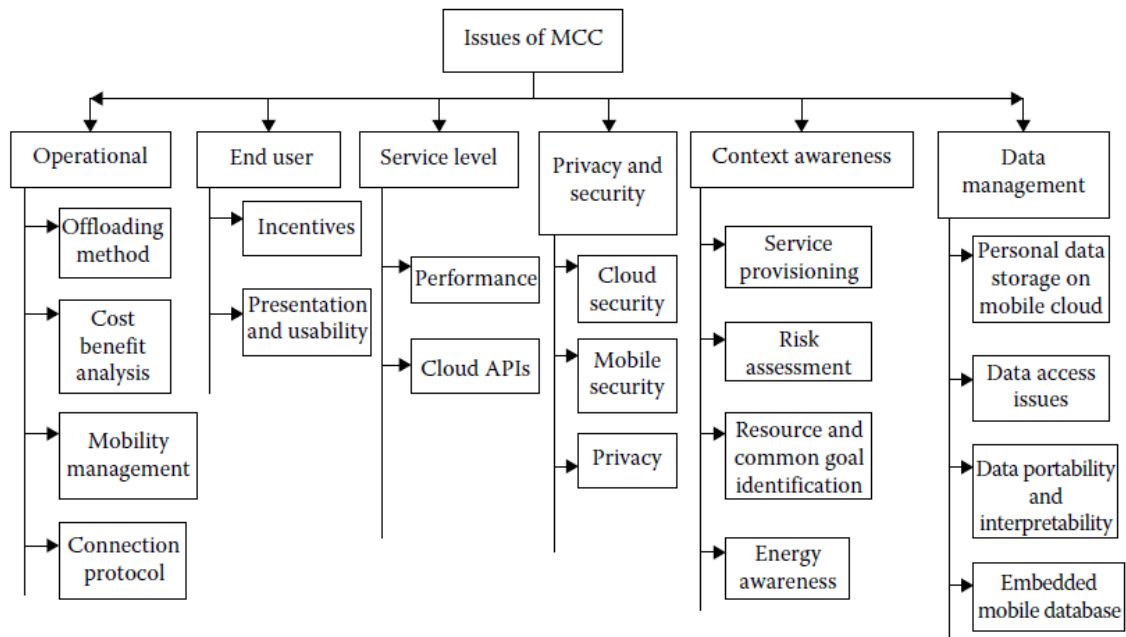 Issues of MCC
Operational
Offloading
method
Cost
benefit
analysis
Mobility
management
Connection
protocol
End user
Incentives
Presentation
and usability
Service level
Performance
Cloud APIs
Privacy and
security
Cloud
security
Mobile
security
Privacy
Context awareness
Service
provisioning
Risk
assessment
Resource and
common goal
identification
Energy
awareness
Data
management
Personal data
storage on
mobile cloud
Data access
issues
Data portability
and
interpretability
Embedded
mobile database